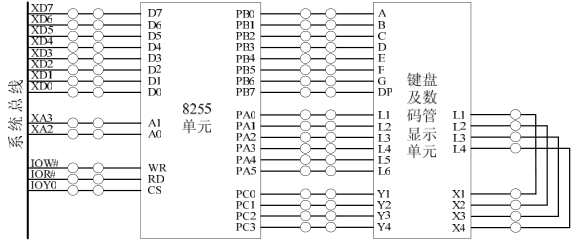 XD7 D7 PB0 A
XD6 D6 PB1 B
XD5 D5 PB2 C
XD4 D4 PB3 D
XD3 D3 PB4 E
XD2 D2 PB5 F
XD1 D1 PB6 G
XD0 D0 PB7 DP
系统总线
8255
单元
键盘
及数
码管
显示
单元
XA3 A1 PA0 L1 L1
XA2 A0 PA1 L2 L2
PA2 L3 L3
PA3 L4 L4
PA4 L5
PA5 L6
IOW# WR
IOR# RD
IOY0 CS
PC0 Y1 X1
PC1 Y2 X2
PC2 Y3 X3
PC3 Y4 X4